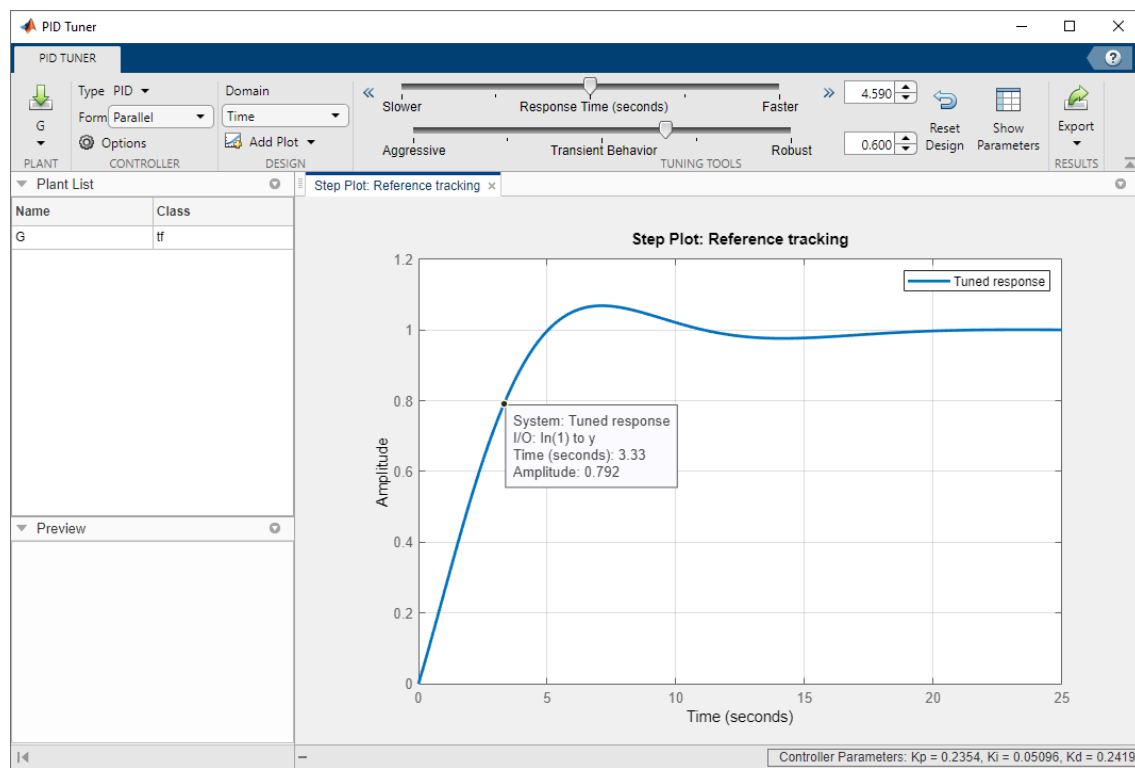 PID Tuner
PID TUNER
?
G
PLANT
Type PID
Form Parallel
Options
CONTROLLER
Domain
Time
Add Plot
DESIGN
Slower Response Time (seconds) Faster
4.590
Aggressive Transient Behavior Robust
0.600
TUNING TOOLS
Reset
Design
Show
Parameters
Export
RESULTS
Plant List
Name Class
G tf
Preview
Step Plot: Reference tracking
Step Plot: Reference tracking
Tuned response
1.2
1
0.8
0.6
0.4
0.2
0
Amplitude
System: Tuned response
I/O: In(1) to y
Time (seconds): 3.33
Amplitude: 0.792
0 5 10 15 20 25
Time (seconds)
Controller Parameters: Kp = 0.2354, Ki = 0.05096, Kd = 0.2419